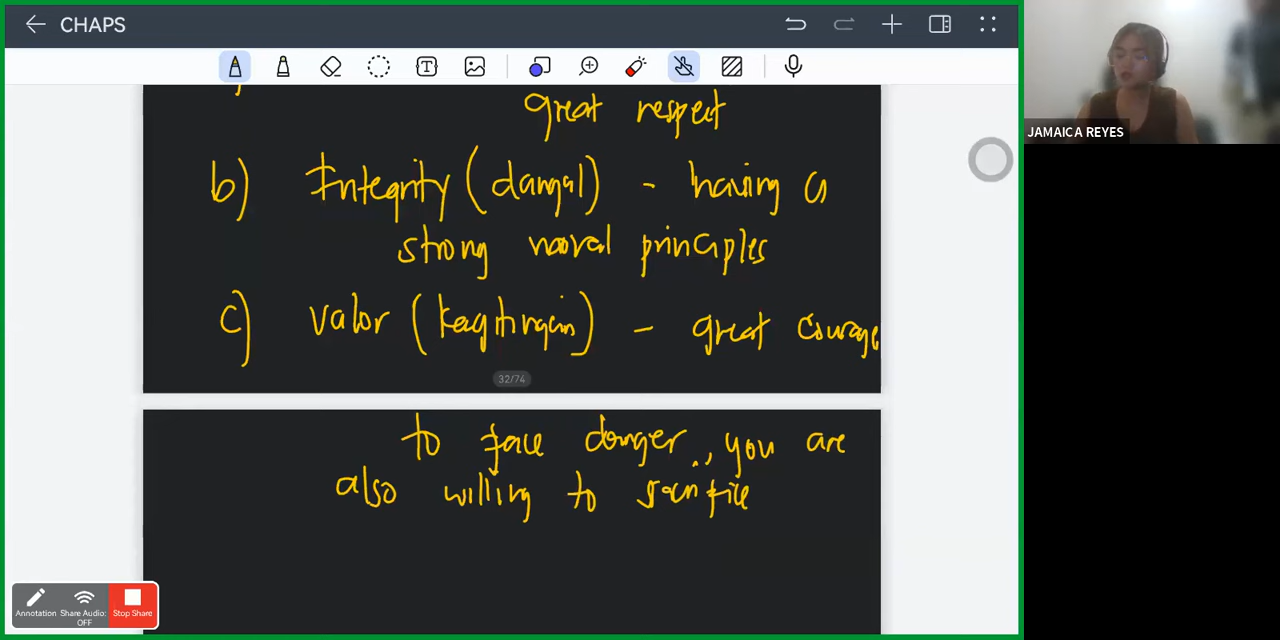 CHAPS
JAMAICA REYES
great respect
b) Integrity (dangal) - having a
strong moral principles
c) valor (kagitingan) - great courage
32/74
to face danger, you are
also willing to sacrifice
Annotation
Share Audio:
OFF
Stop Share